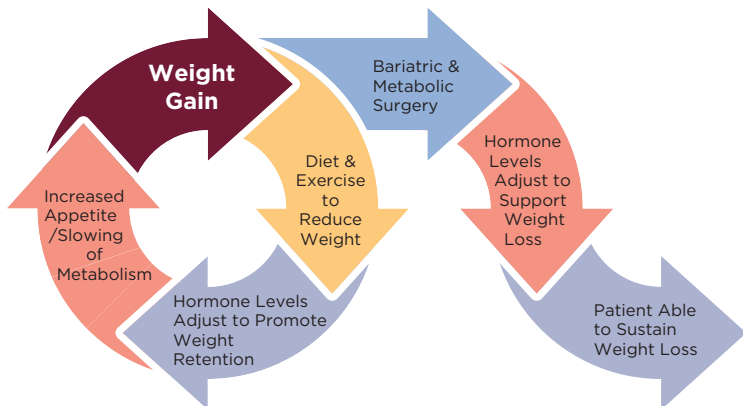 Weight
Gain
Bariatric &
Metabolic
Surgery
Diet &
Exercise
to
Reduce
Weight
Hormone
Levels
Adjust to
Support
Weight
Loss
Increased
Appetite
/Slowing
of
Metabolism
Hormone Levels
Adjust to Promote
Weight
Retention
Patient Able
to Sustain
Weight Loss